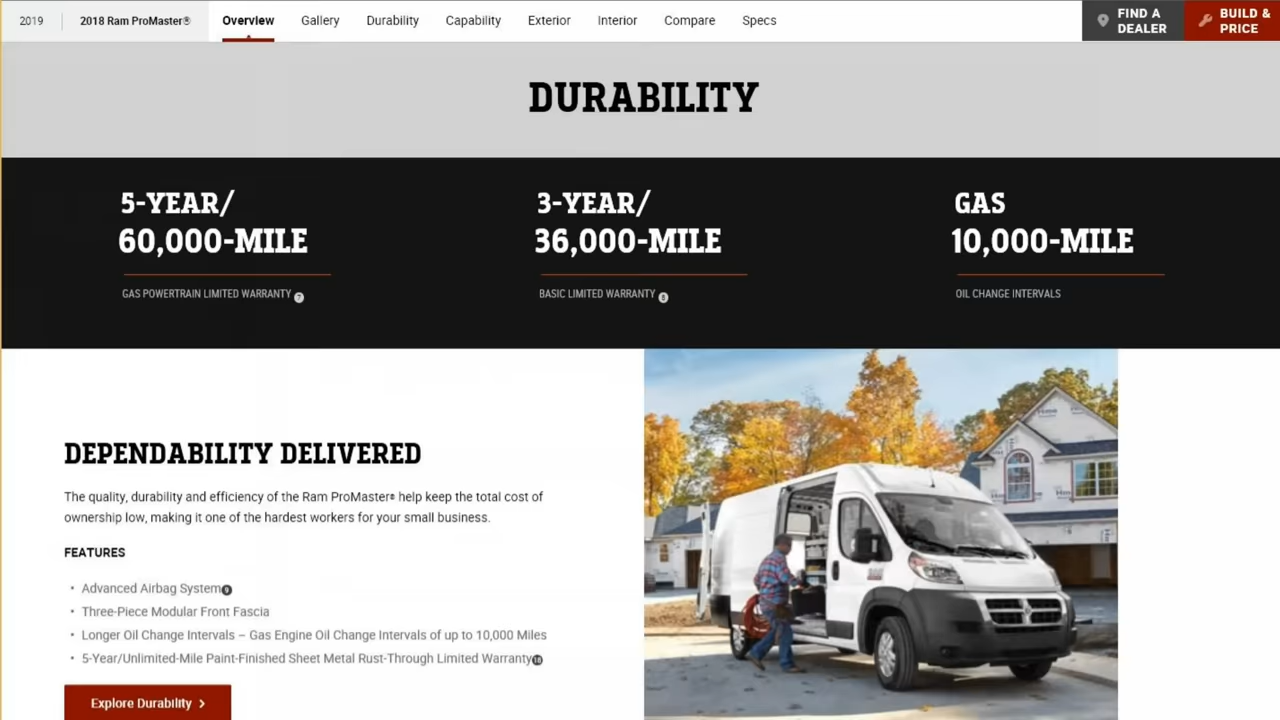 2019
2018 Ram ProMaster®
Overview
Gallery
Durability
Capability
Exterior
Interior
Compare
Specs
FIND A
DEALER
BUILD &
PRICE
DURABILITY
5-YEAR/
60,000-MILE
GAS POWERTRAIN LIMITED WARRANTY 7
3-YEAR/
36,000-MILE
BASIC LIMITED WARRANTY 8
GAS
10,000-MILE
OIL CHANGE INTERVALS
DEPENDABILITY DELIVERED
The quality, durability and efficiency of the Ram ProMaster® help keep the total cost of
ownership low, making it one of the hardest workers for your small business.
FEATURES
• Advanced Airbag System9
• Three-Piece Modular Front Fascia
• Longer Oil Change Intervals – Gas Engine Oil Change Intervals of up to 10,000 Miles
• 5-Year/Unlimited-Mile Paint-Finished Sheet Metal Rust-Through Limited Warranty10
Explore Durability >